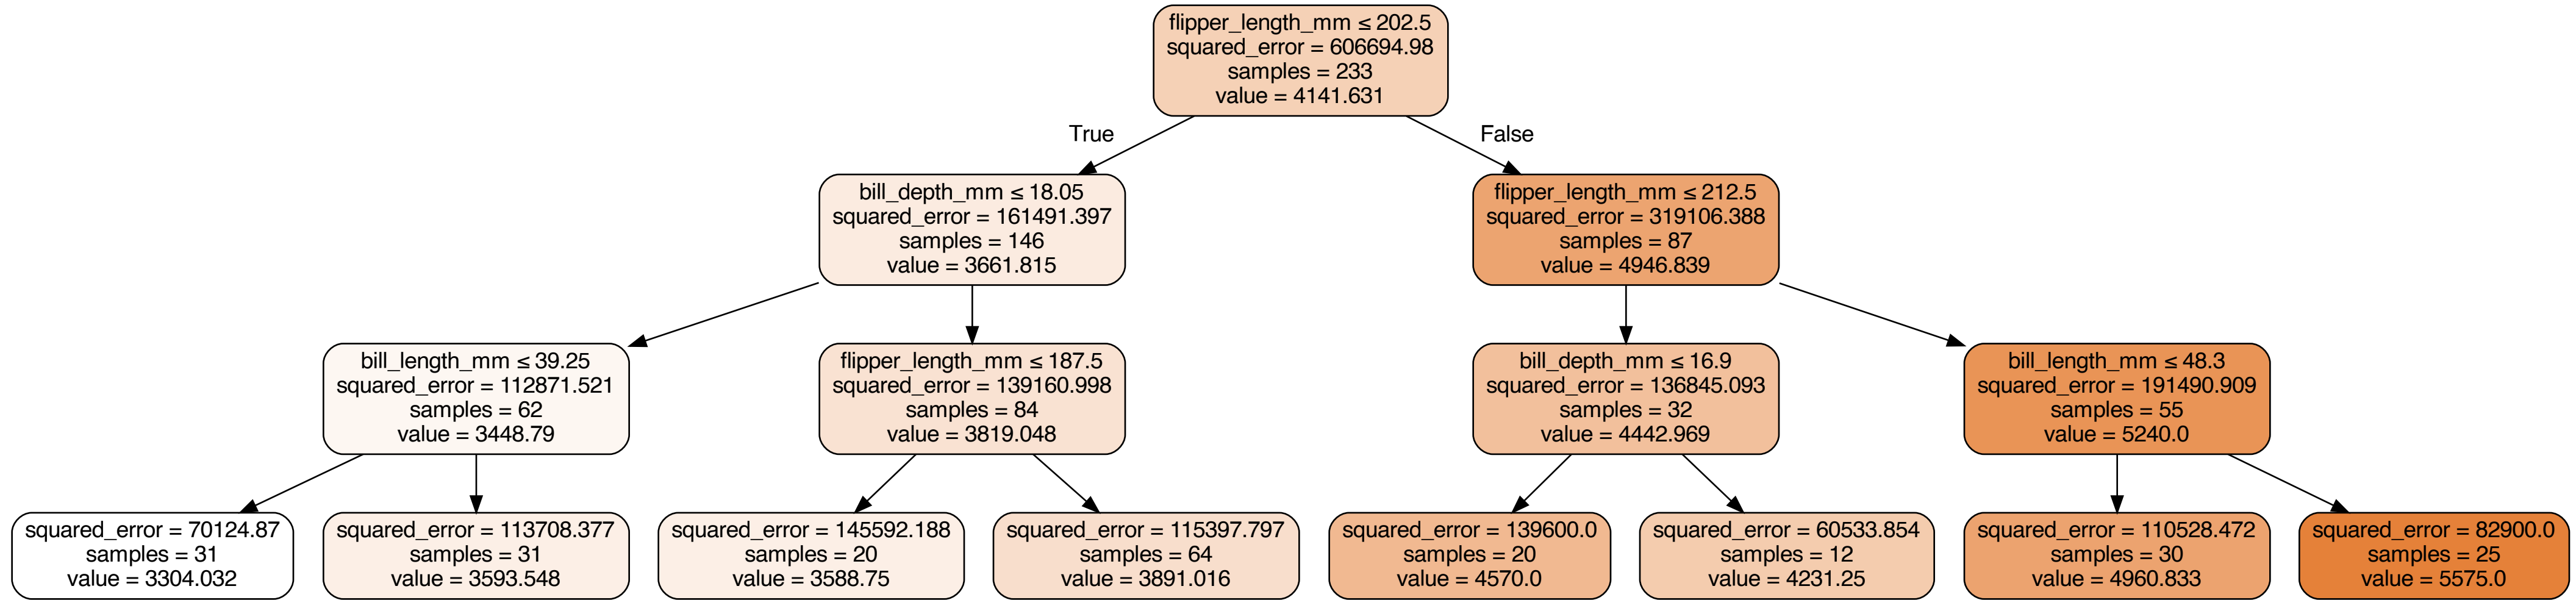 flipper_length_mm ≤ 202.5
squared_error = 606694.98
samples = 233
value = 4141.631
True
False
bill_depth_mm ≤ 18.05
squared_error = 161491.397
samples = 146
value = 3661.815
flipper_length_mm ≤ 212.5
squared_error = 319106.388
samples = 87
value = 4946.839
bill_length_mm ≤ 39.25
squared_error = 112871.521
samples = 62
value = 3448.79
flipper_length_mm ≤ 187.5
squared_error = 139160.998
samples = 84
value = 3819.048
bill_depth_mm ≤ 16.9
squared_error = 136845.093
samples = 32
value = 4442.969
bill_length_mm ≤ 48.3
squared_error = 191490.909
samples = 55
value = 5240.0
squared_error = 70124.87
samples = 31
value = 3304.032
squared_error = 113708.377
samples = 31
value = 3593.548
squared_error = 145592.188
samples = 20
value = 3588.75
squared_error = 115397.797
samples = 64
value = 3891.016
squared_error = 139600.0
samples = 20
value = 4570.0
squared_error = 60533.854
samples = 12
value = 4231.25
squared_error = 110528.472
samples = 30
value = 4960.833
squared_error = 82900.0
samples = 25
value = 5575.0